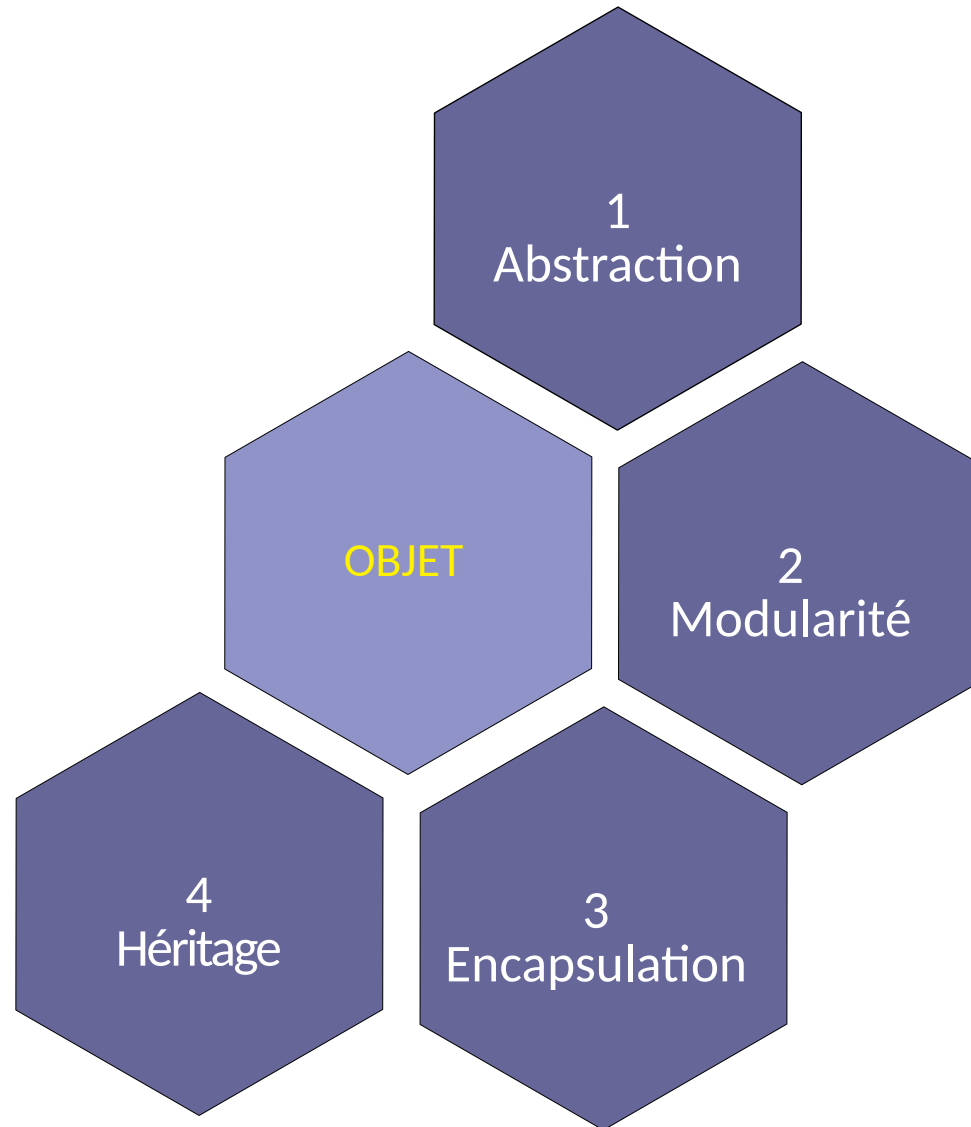 1
Abstraction
OBJET
2
Modularité
3
Encapsulation
4
Héritage